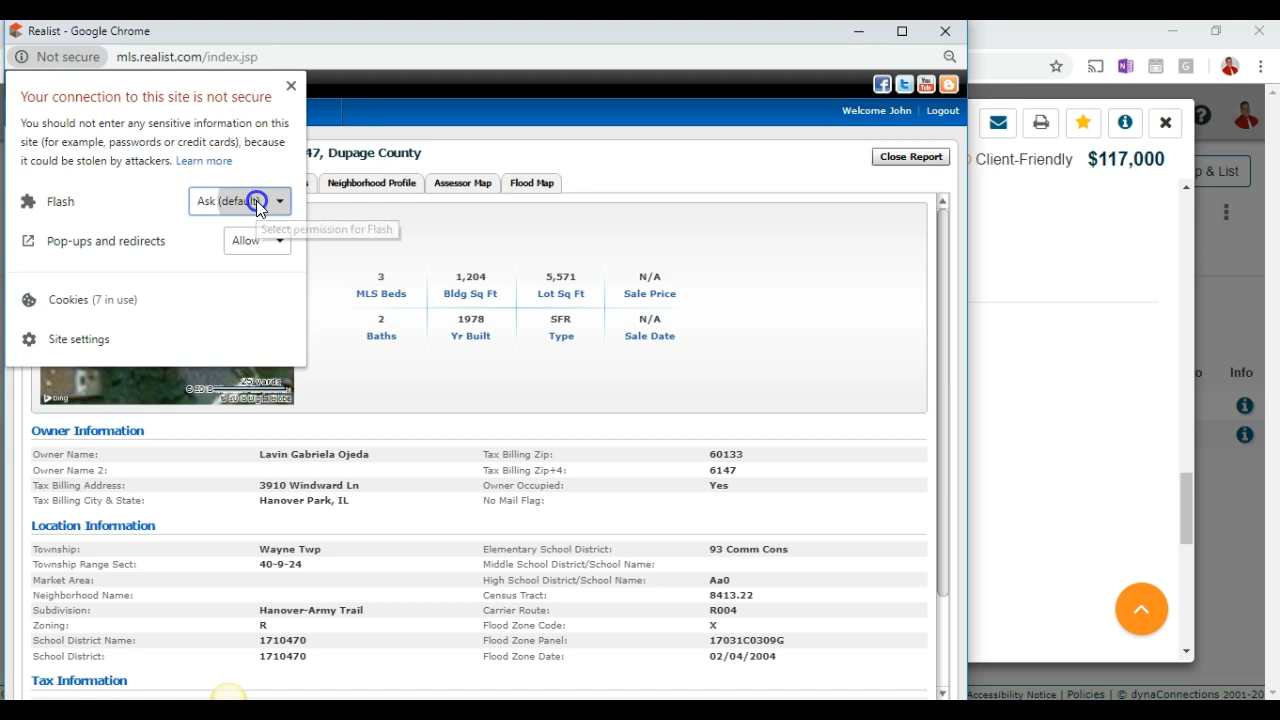 Realist - Google Chrome
Not secure mls.realist.com/index.jsp
Your connection to this site is not secure
You should not enter any sensitive information on this
site (for example, passwords or credit cards), because
it could be stolen by attackers. Learn more
Flash Ask (default)
Select permission for Flash
Pop-ups and redirects Allow
Cookies (7 in use)
Site settings
Welcome John Logout
47, Dupage County Close Report
Neighborhood Profile Assessor Map Flood Map
3 1,204 5,571 N/A
MLS Beds Bldg Sq Ft Lot Sq Ft Sale Price
2 1978 SFR N/A
Baths Yr Built Type Sale Date
25 yards
bing
Owner Information
Owner Name: Lavin Gabriela Ojeda Tax Billing Zip: 60133
Owner Name 2: Tax Billing Zip+4: 6147
Tax Billing Address: 3910 Windward Ln Owner Occupied: Yes
Tax Billing City & State: Hanover Park, IL No Mail Flag:
Location Information
Township: Wayne Twp Elementary School District: 93 Comm Cons
Township Range Sect: 40-9-24 Middle School District/School Name:
Market Area: High School District/School Name: Aa0
Neighborhood Name: Census Tract: 8413.22
Subdivision: Hanover-Army Trail Carrier Route: R004
Zoning: R Flood Zone Code: X
School District Name: 1710470 Flood Zone Panel: 17031C0309G
School District: 1710470 Flood Zone Date: 02/04/2004
Tax Information
Client-Friendly $117,000
p & List
o Info
Accessibility Notice | Policies | © dynaConnections 2001-20